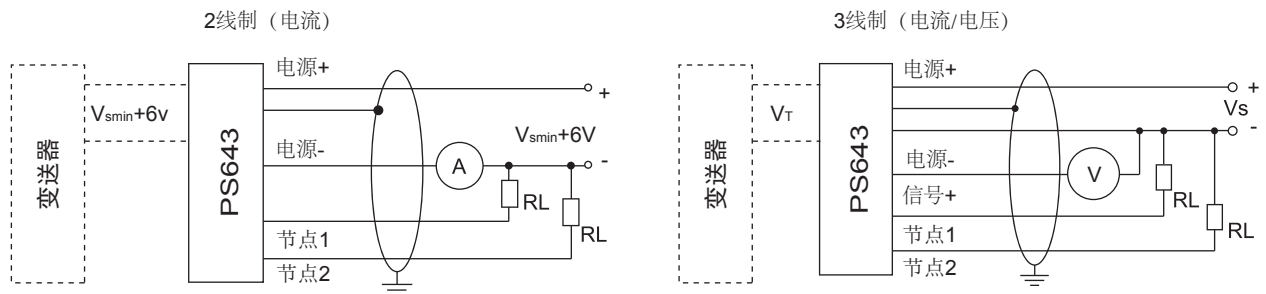 2线制（电流）
变送器
Vsmin+6v
PS643
电源+
+
Vsmin+6V
电源-
A
-
RL
RL
节点1
节点2
3线制（电流/电压）
变送器
VT
PS643
电源+
+
Vs
-
电源-
V
信号+
RL
RL
节点1
节点2